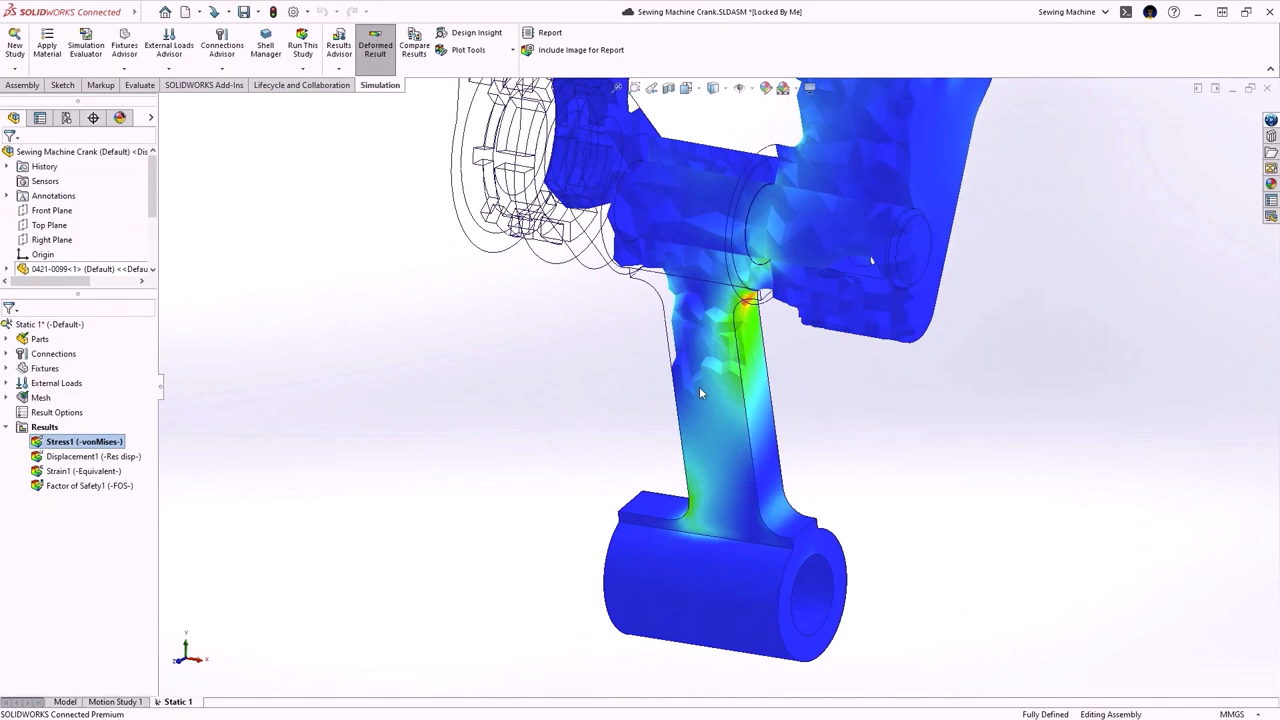 SOLIDWORKS CONNECTED
Sewing Machine Crank.SLDASM *[Locked By Me]
Sewing Machine
New Study
Apply Material
Simulation Evaluator
Fixtures Advisor
External Loads Advisor
Connections Advisor
Shell Manager
Run This Study
Results Advisor
Deformed Result
Compare Results
Design Insight
Plot Tools
Report
Include Image for Report
Assembly
Sketch
Markup
Evaluate
SOLIDWORKS Add-Ins
Lifecycle and Collaboration
Simulation
Sewing Machine Crank (Default) <Dis
History
Sensors
Annotations
Front Plane
Top Plane
Right Plane
Origin
0421-0099<1> (Default) <<Defau
Static 1* (-Default-)
Parts
Connections
Fixtures
External Loads
Mesh
Result Options
Results
Stress1 (-vonMises-)
Displacement1 (-Res disp-)
Strain1 (-Equivalent-)
Factor of Safety1 (-FOS-)
Y
X
Z
Model
Motion Study 1
Static 1
SOLIDWORKS Connected Premium
Fully Defined
Editing Assembly
MMGS